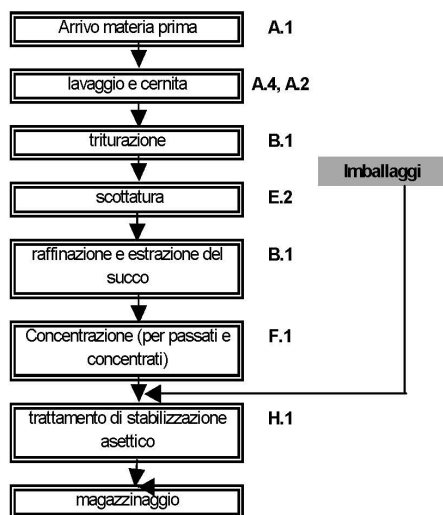 Arrivo materia prima A.1
lavaggio e cernita A.4, A.2
triturazione B.1
Imballaggi
scottatura E.2
raffinazione e estrazione del B.1
succo
Concentrazione (per passati e F.1
concentrati)
trattamento di stabilizzazione H.1
asettico
magazzinaggio